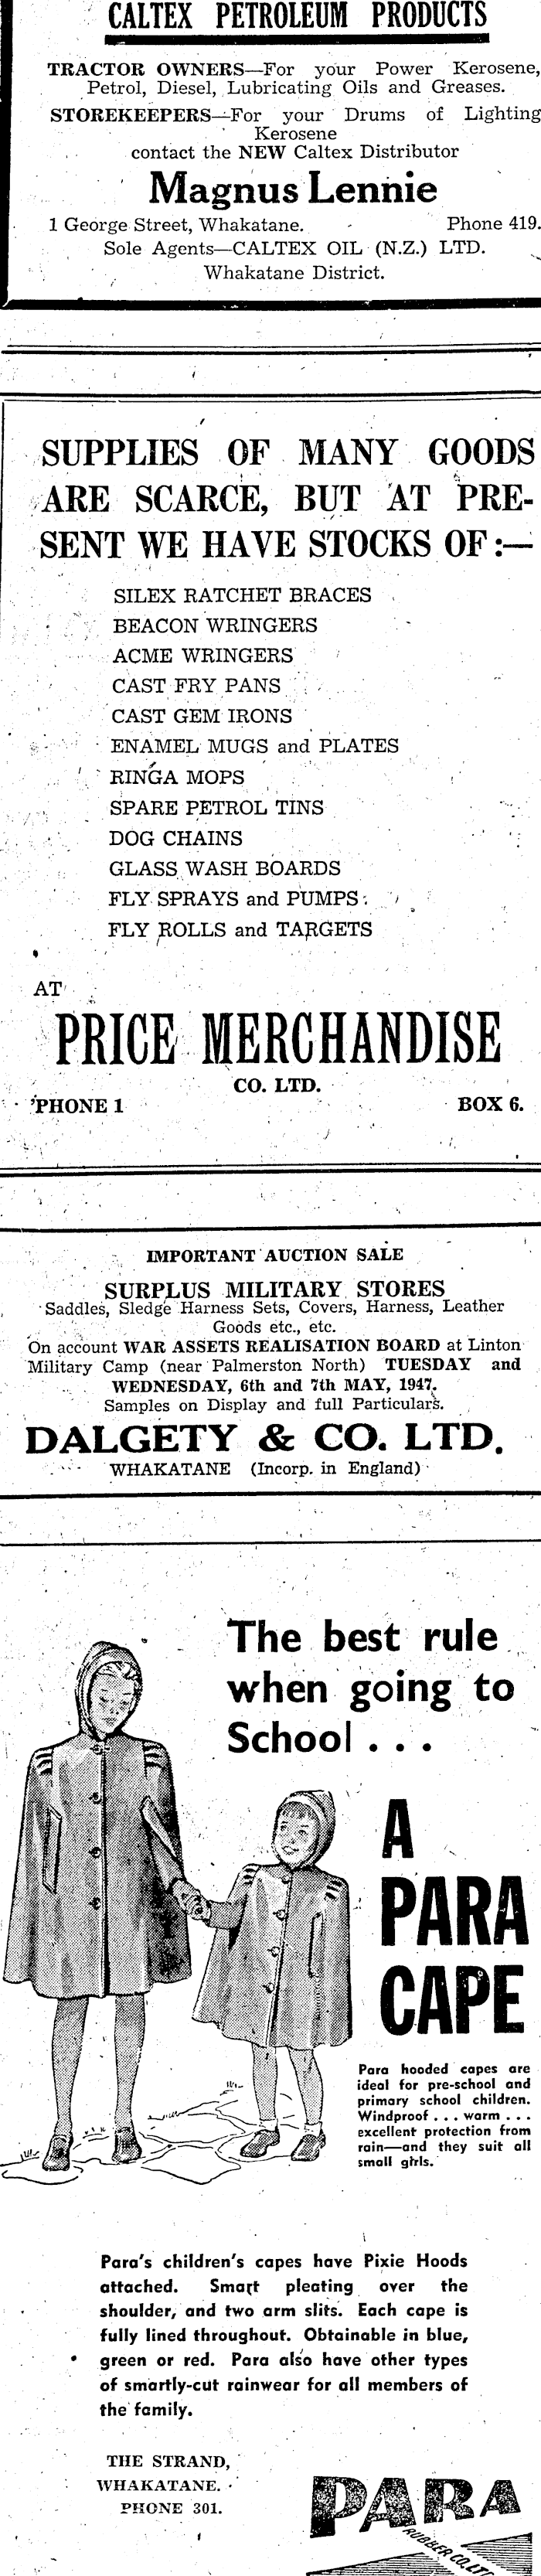 CALTEX PETROLEUM PRODUCTS
TRACTOR OWNERS—For your Power Kerosene,
Petrol, Diesel, Lubricating Oils and Greases.
STOREKEEPERS—For your Drums of Lighting
Kerosene
contact the NEW Caltex Distributor
Magnus Lennie
1 George Street, Whakatane. Phone 419.
Sole Agents—CALTEX OIL (N.Z.) LTD.
Whakatane District.
SUPPLIES OF MANY GOODS
ARE SCARCE, BUT AT PRE-
SENT WE HAVE STOCKS OF :—
SILEX RATCHET BRACES
BEACON WRINGERS
ACME WRINGERS
CAST FRY PANS
CAST GEM IRONS
ENAMEL MUGS and PLATES
RINGA MOPS
SPARE PETROL TINS
DOG CHAINS
GLASS WASH BOARDS
FLY SPRAYS and PUMPS
FLY ROLLS and TARGETS
AT
PRICE MERCHANDISE
CO. LTD.
'PHONE 1 BOX 6.
IMPORTANT AUCTION SALE
SURPLUS MILITARY STORES
Saddles, Sledge Harness Sets, Covers, Harness, Leather
Goods etc., etc.
On account WAR ASSETS REALISATION BOARD at Linton
Military Camp (near Palmerston North) TUESDAY and
WEDNESDAY, 6th and 7th MAY, 1947.
Samples on Display and full Particulars.
DALGETY & CO. LTD.
WHAKATANE (Incorp. in England)
The best rule
when going to
School . . .
A
PARA
CAPE
Para hooded capes are
ideal for pre-school and
primary school children.
Windproof . . . warm . . .
excellent protection from
rain—and they suit all
small girls.
Para's children's capes have Pixie Hoods
attached. Smart pleating over the
shoulder, and two arm slits. Each cape is
fully lined throughout. Obtainable in blue,
green or red. Para also have other types
of smartly-cut rainwear for all members of
the family.
THE STRAND,
WHAKATANE.
PHONE 301.
PARA
RUBBER CO. LTD